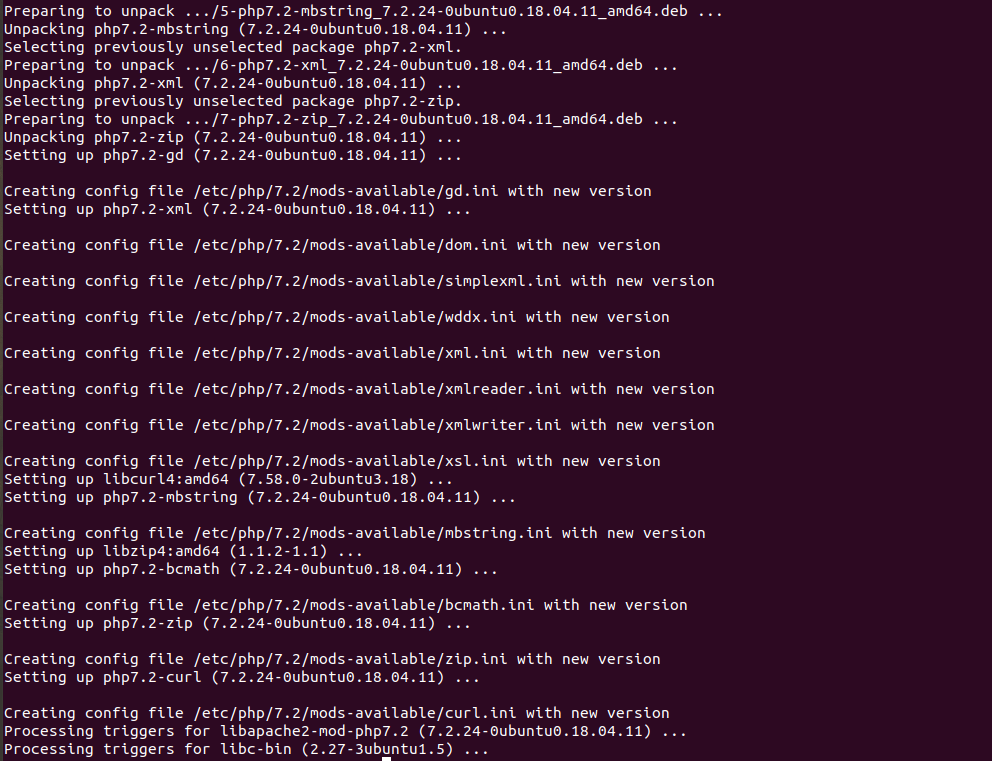 Preparing to unpack .../5-php7.2-mbstring_7.2.24-0ubuntu0.18.04.11_amd64.deb ...
Unpacking php7.2-mbstring (7.2.24-0ubuntu0.18.04.11) ...
Selecting previously unselected package php7.2-xml.
Preparing to unpack .../6-php7.2-xml_7.2.24-0ubuntu0.18.04.11_amd64.deb ...
Unpacking php7.2-xml (7.2.24-0ubuntu0.18.04.11) ...
Selecting previously unselected package php7.2-zip.
Preparing to unpack .../7-php7.2-zip_7.2.24-0ubuntu0.18.04.11_amd64.deb ...
Unpacking php7.2-zip (7.2.24-0ubuntu0.18.04.11) ...
Setting up php7.2-gd (7.2.24-0ubuntu0.18.04.11) ...
Creating config file /etc/php/7.2/mods-available/gd.ini with new version
Setting up php7.2-xml (7.2.24-0ubuntu0.18.04.11) ...
Creating config file /etc/php/7.2/mods-available/dom.ini with new version
Creating config file /etc/php/7.2/mods-available/simplexml.ini with new version
Creating config file /etc/php/7.2/mods-available/wddx.ini with new version
Creating config file /etc/php/7.2/mods-available/xml.ini with new version
Creating config file /etc/php/7.2/mods-available/xmlreader.ini with new version
Creating config file /etc/php/7.2/mods-available/xmlwriter.ini with new version
Creating config file /etc/php/7.2/mods-available/xsl.ini with new version
Setting up libcurl4:amd64 (7.58.0-2ubuntu3.18) ...
Setting up php7.2-mbstring (7.2.24-0ubuntu0.18.04.11) ...
Creating config file /etc/php/7.2/mods-available/mbstring.ini with new version
Setting up libzip4:amd64 (1.1.2-1.1) ...
Setting up php7.2-bcmath (7.2.24-0ubuntu0.18.04.11) ...
Creating config file /etc/php/7.2/mods-available/bcmath.ini with new version
Setting up php7.2-zip (7.2.24-0ubuntu0.18.04.11) ...
Creating config file /etc/php/7.2/mods-available/zip.ini with new version
Setting up php7.2-curl (7.2.24-0ubuntu0.18.04.11) ...
Creating config file /etc/php/7.2/mods-available/curl.ini with new version
Processing triggers for libapache2-mod-php7.2 (7.2.24-0ubuntu0.18.04.11) ...
Processing triggers for libc-bin (2.27-3ubuntu1.5) ...